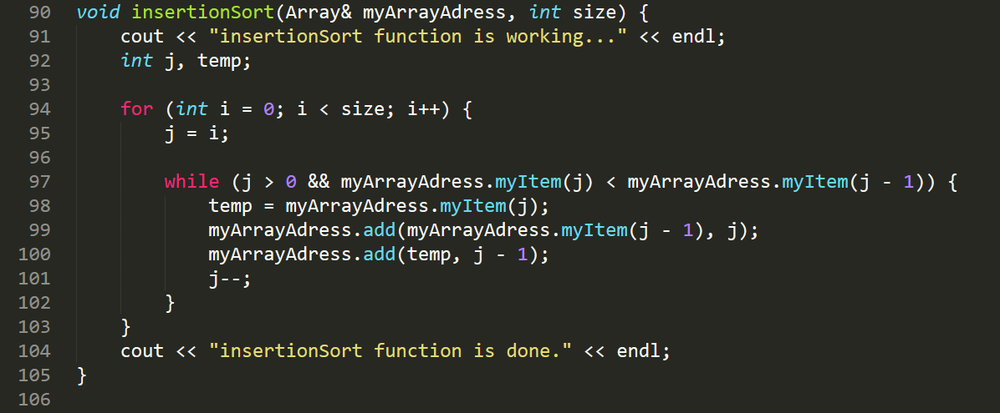 90 void insertionSort(Array& myArrayAdress, int size) {
91     cout << "insertionSort function is working..." << endl;
92     int j, temp;
93
94     for (int i = 0; i < size; i++) {
95         j = i;
96
97         while (j > 0 && myArrayAdress.myItem(j) < myArrayAdress.myItem(j - 1)) {
98             temp = myArrayAdress.myItem(j);
99             myArrayAdress.add(myArrayAdress.myItem(j - 1), j);
100             myArrayAdress.add(temp, j - 1);
101             j--;
102         }
103     }
104     cout << "insertionSort function is done." << endl;
105 }
106